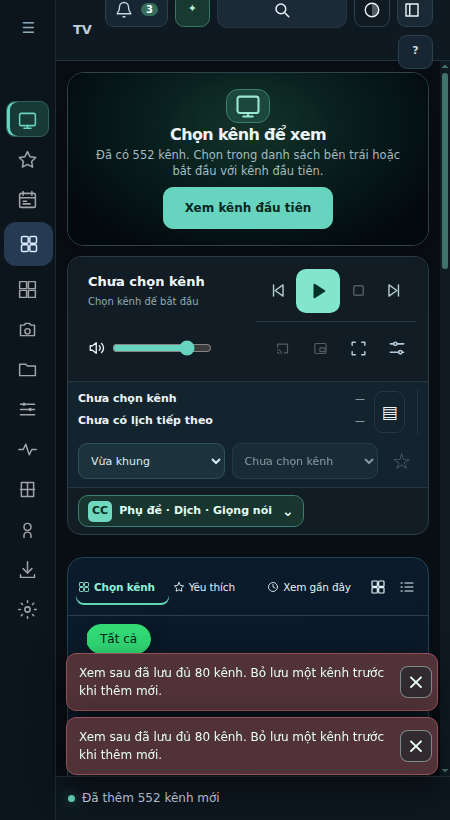 TV
3
?
Chọn kênh để xem
Đã có 552 kênh. Chọn trong danh sách bên trái hoặc
bắt đầu với kênh đầu tiên.
Xem kênh đầu tiên
Chưa chọn kênh
Chọn kênh để bắt đầu
Chưa chọn kênh —
Chưa có lịch tiếp theo —
Vừa khung Chưa chọn kênh
CC Phụ đề · Dịch · Giọng nói
Chọn kênh Yêu thích Xem gần đây
Tất cả
Xem sau đã lưu đủ 80 kênh. Bỏ lưu một kênh trước
khi thêm mới.
Xem sau đã lưu đủ 80 kênh. Bỏ lưu một kênh trước
khi thêm mới.
Đã thêm 552 kênh mới